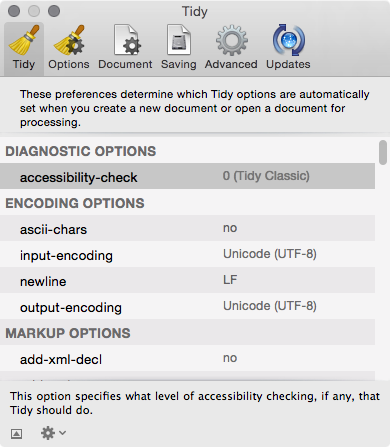 Tidy
Tidy Options Document Saving Advanced Updates
These preferences determine which Tidy options are automatically
set when you create a new document or open a document for
processing.
DIAGNOSTIC OPTIONS
accessibility-check 0 (Tidy Classic)
ENCODING OPTIONS
ascii-chars no
input-encoding Unicode (UTF-8)
newline LF
output-encoding Unicode (UTF-8)
MARKUP OPTIONS
add-xml-decl no
This option specifies what level of accessibility checking, if any, that
Tidy should do.